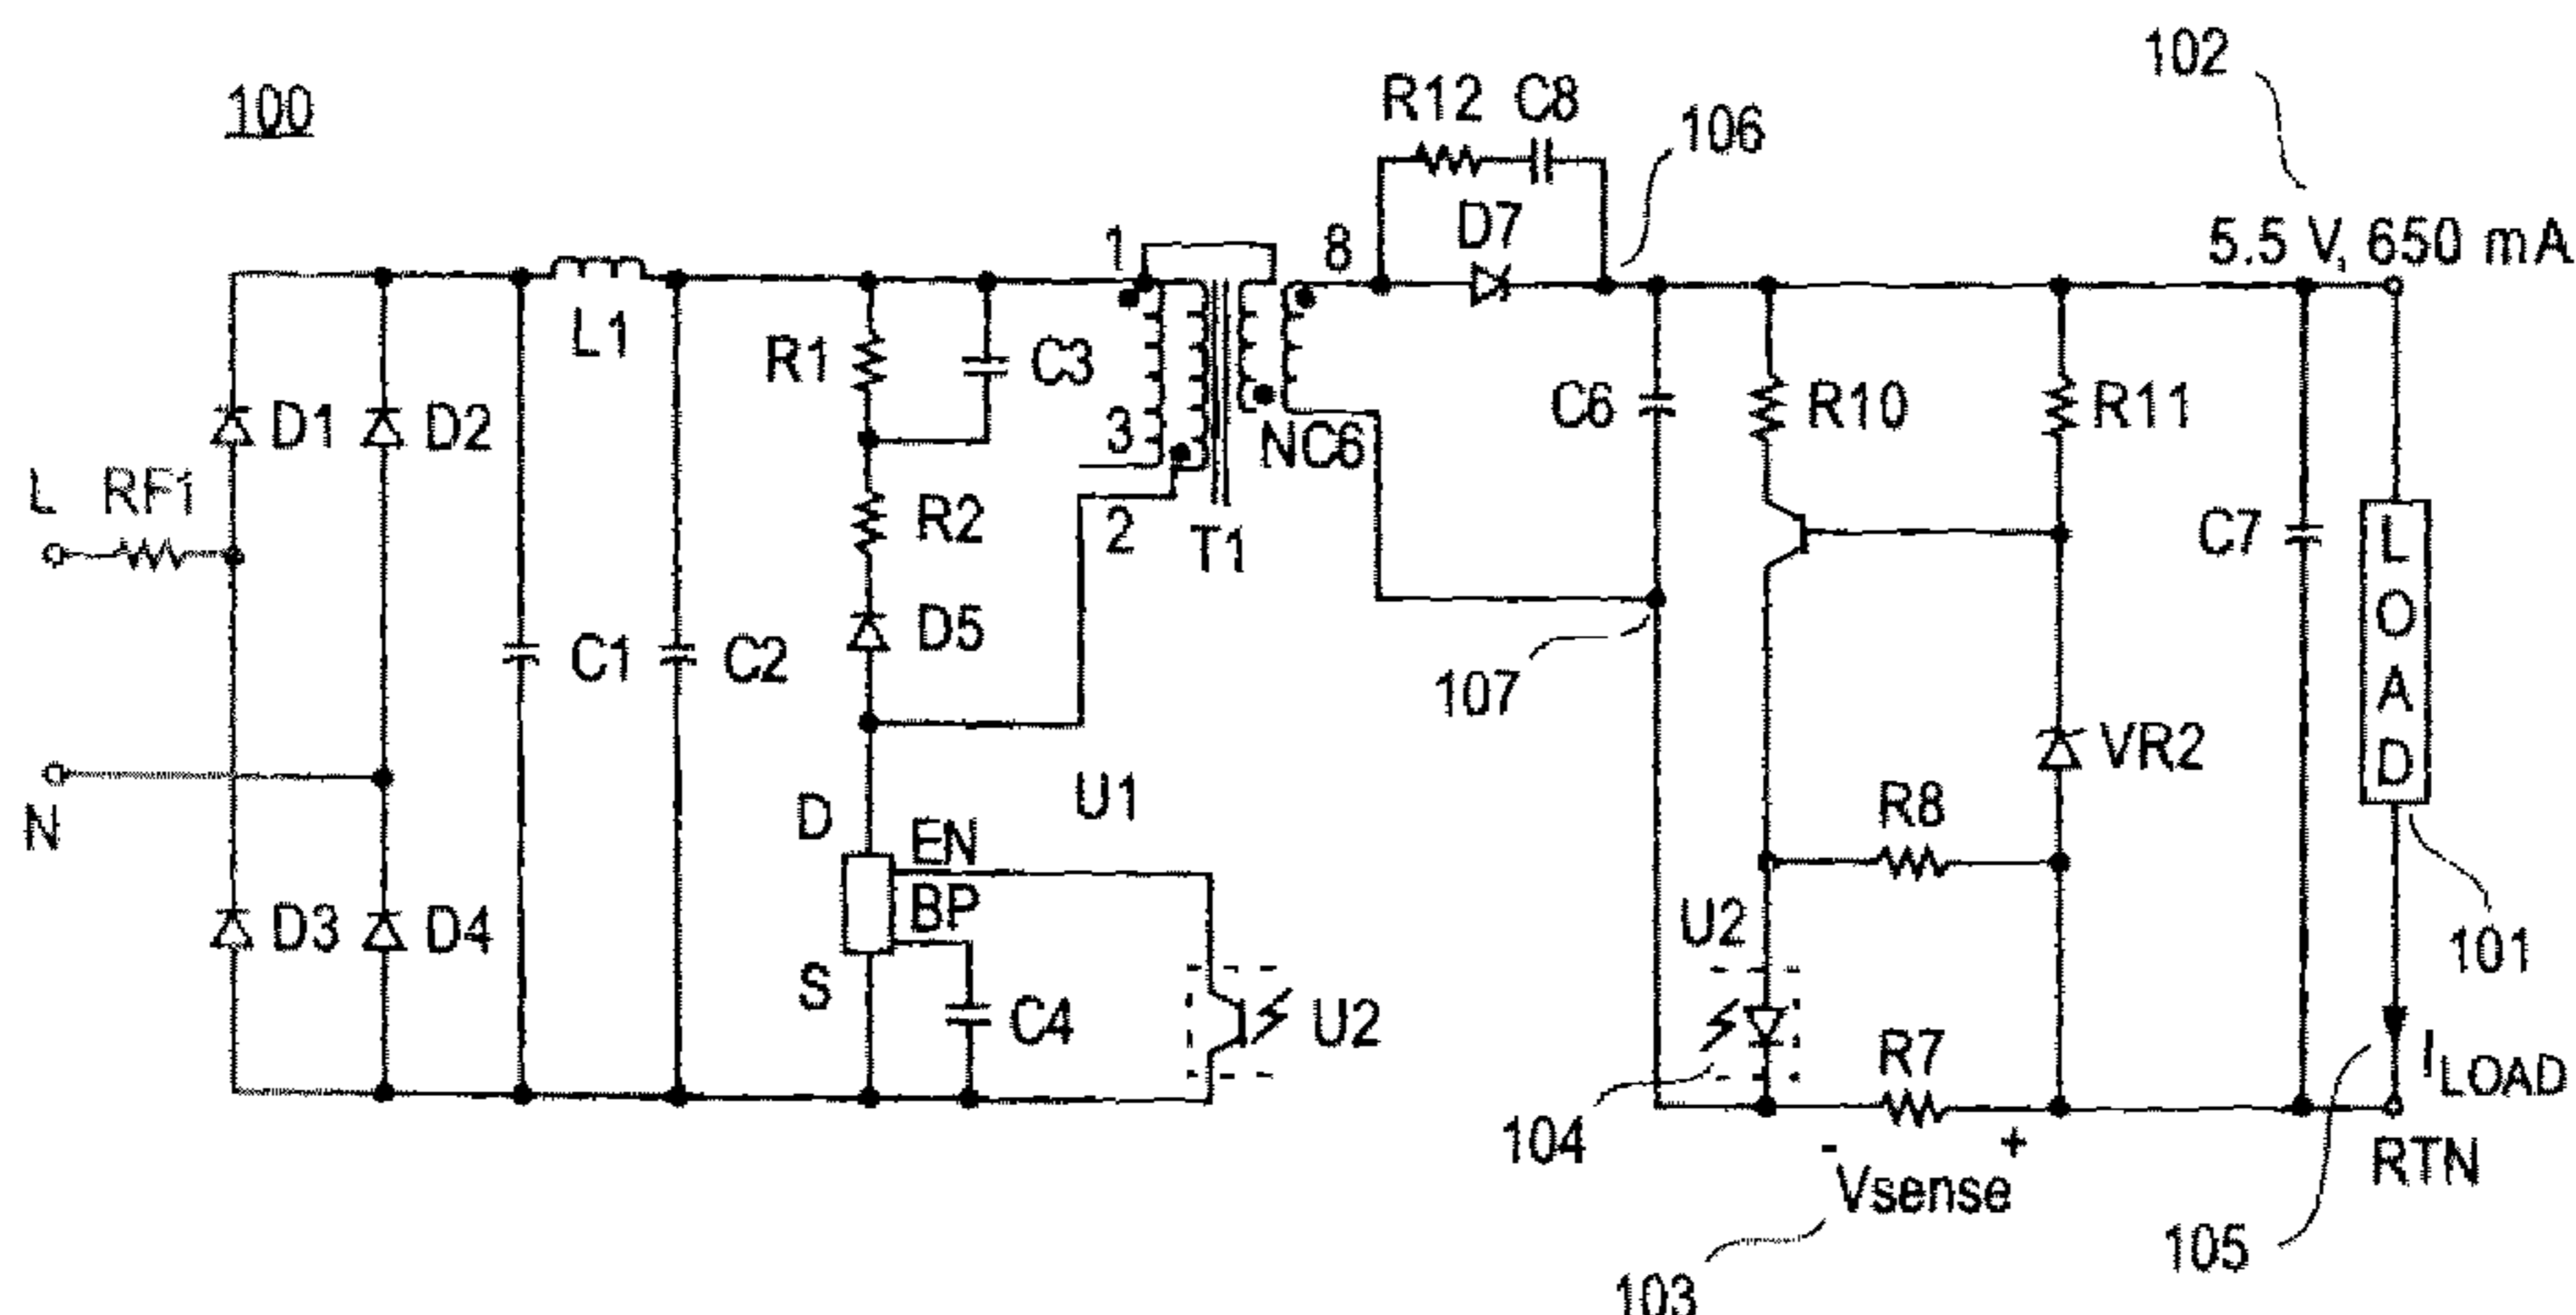 100
102
R12 C8
106
5.5 V, 650 mA
1
8
D7
L1
R1
C3
C6
R10
R11
D1
D2
3
NC6
L RF1
R2
2
T1
C7
LOAD
D5
C1
C2
107
VR2
N
D
U1
R8
EN
BP
101
D3
D4
S
U2
C4
U2
R7
ILOAD
104
- +
Vsense
RTN
105
103